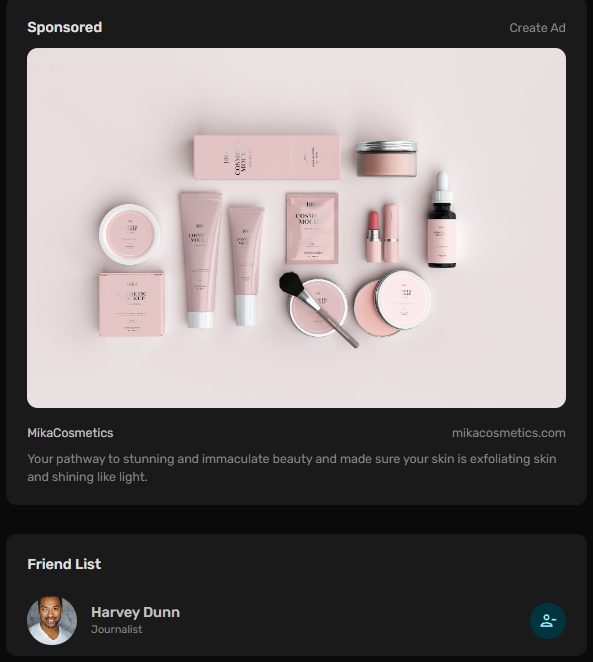 Sponsored
Create Ad
MikaCosmetics
mikacosmetics.com
Your pathway to stunning and immaculate beauty and made sure your skin is exfoliating skin
and shining like light.
Friend List
Harvey Dunn
Journalist